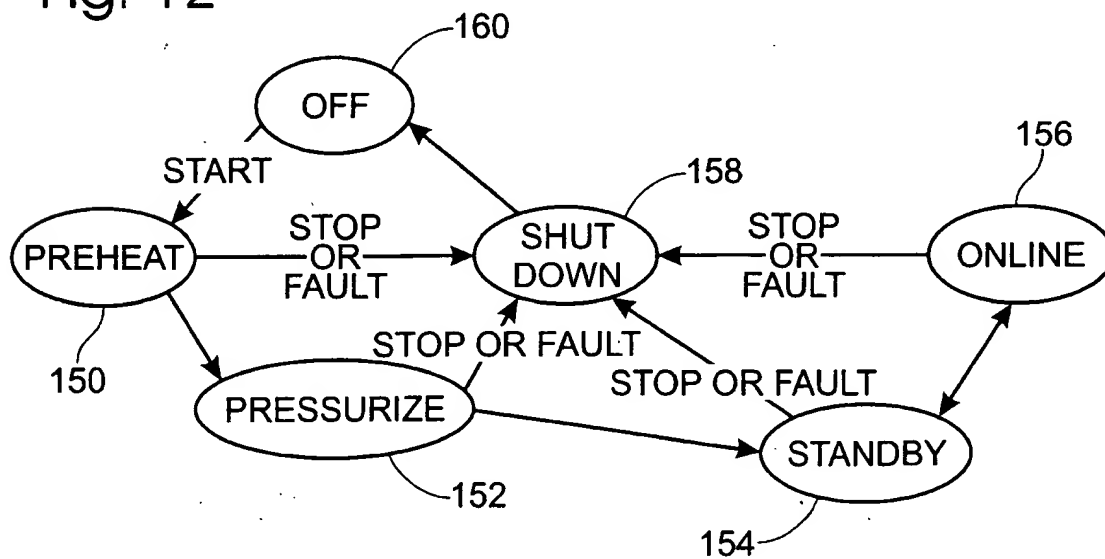 Fig. 12
160
OFF
156
START
158
STOP
OR
FAULT
SHUT
DOWN
STOP
OR
FAULT
PREHEAT
ONLINE
STOP OR FAULT
150
STOP OR FAULT
PRESSURIZE
STANDBY
152
154